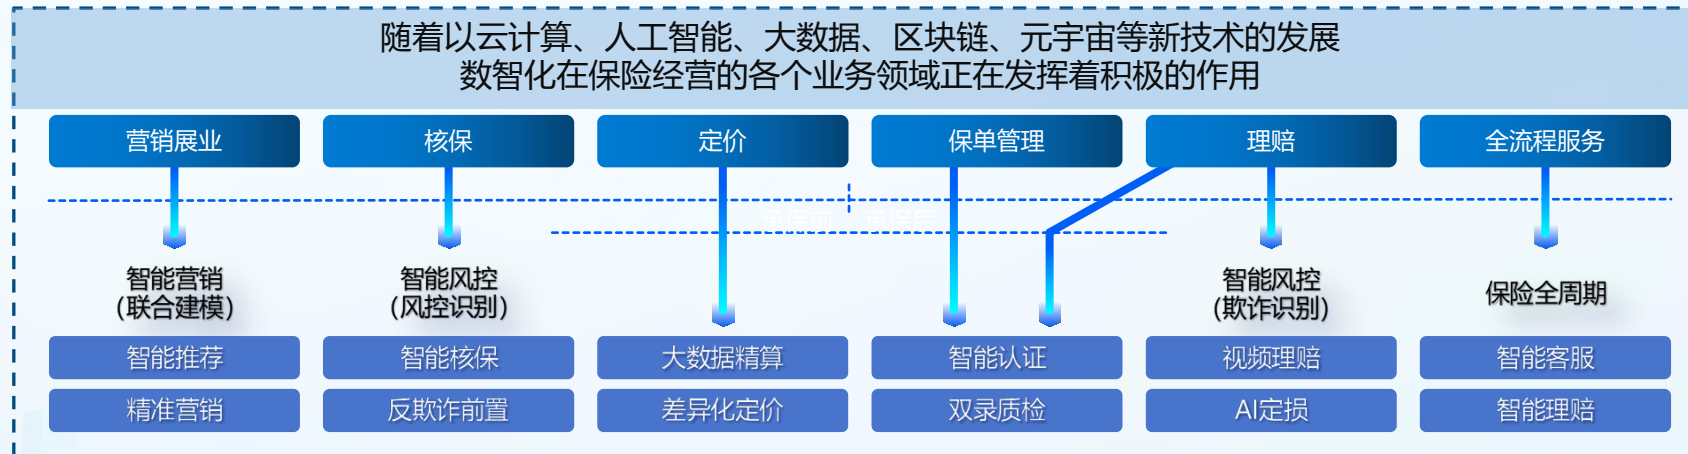 随着以云计算、人工智能、大数据、区块链、元宇宙等新技术的发展
数智化在保险经营的各个业务领域正在发挥着积极的作用
营销展业
核保
定价
保单管理
理赔
全流程服务
承保前
承保后
智能营销
（联合建模）
智能风控
（风控识别）
智能风控
（欺诈识别）
保险全周期
智能推荐
智能核保
大数据精算
智能认证
视频理赔
智能客服
精准营销
反欺诈前置
差异化定价
双录质检
AI定损
智能理赔